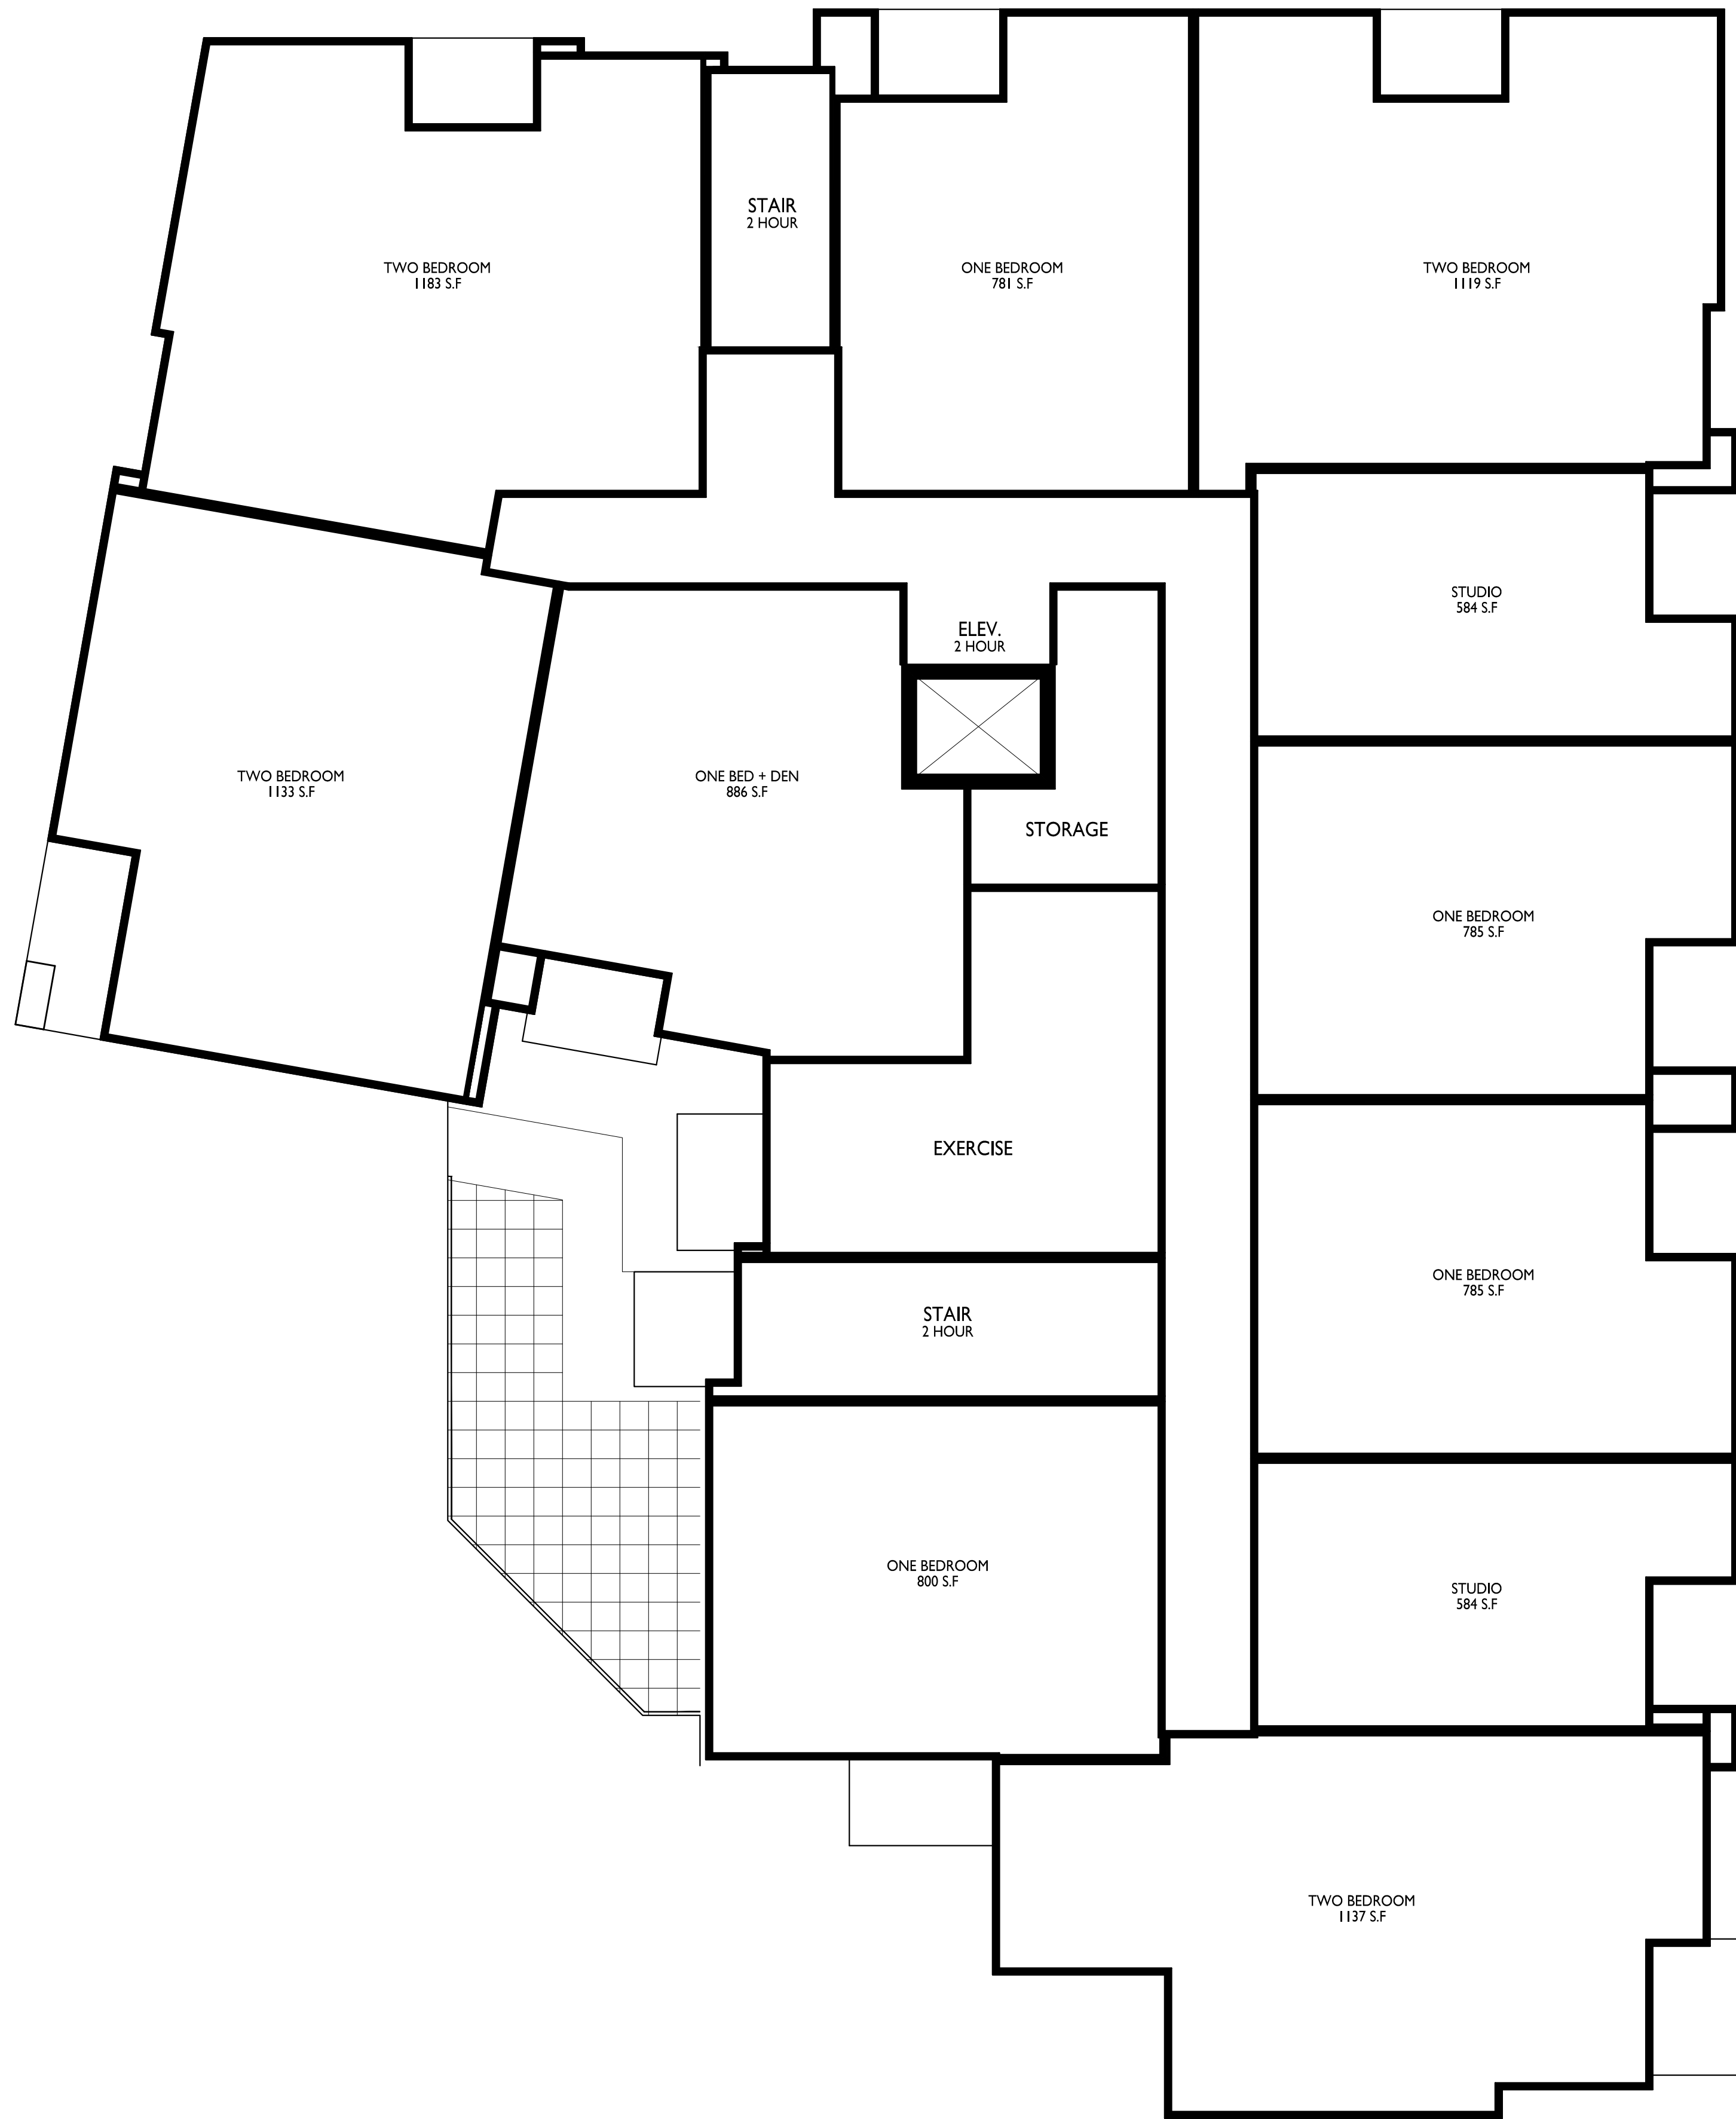 STAIR
2 HOUR
TWO BEDROOM
1183 S.F
ONE BEDROOM
781 S.F
TWO BEDROOM
1119 S.F
STUDIO
584 S.F
ELEV.
2 HOUR
TWO BEDROOM
1133 S.F
ONE BED + DEN
886 S.F
STORAGE
ONE BEDROOM
785 S.F
EXERCISE
ONE BEDROOM
785 S.F
STAIR
2 HOUR
ONE BEDROOM
800 S.F
STUDIO
584 S.F
TWO BEDROOM
1137 S.F